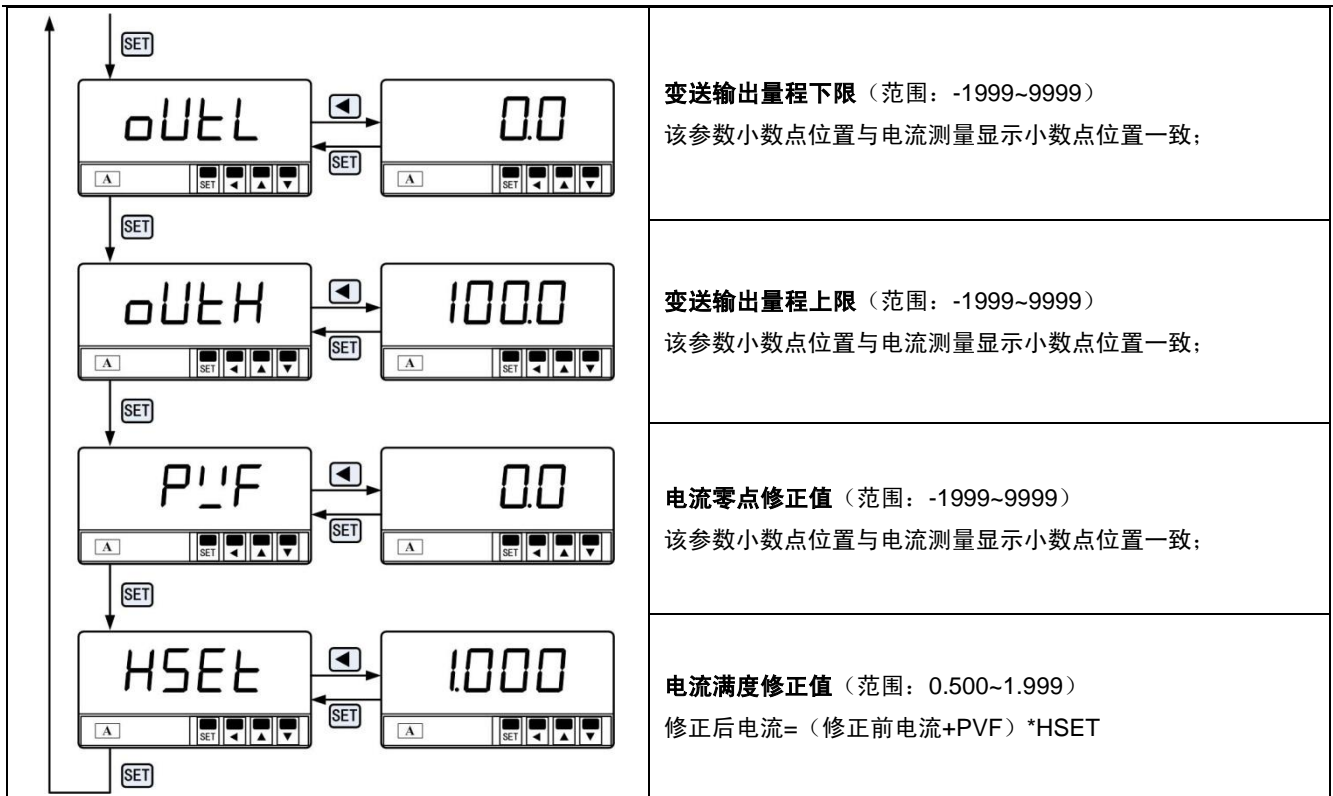 SET
oUtL
◀
0.0
SET
A SET ◀ ▲ ▼
A SET ◀ ▲ ▼
变送输出量程下限（范围：-1999~9999）
该参数小数点位置与电流测量显示小数点位置一致；
SET
oUtH
◀
100.0
SET
A SET ◀ ▲ ▼
A SET ◀ ▲ ▼
变送输出量程上限（范围：-1999~9999）
该参数小数点位置与电流测量显示小数点位置一致；
SET
PVF
◀
0.0
SET
A SET ◀ ▲ ▼
A SET ◀ ▲ ▼
电流零点修正值（范围：-1999~9999）
该参数小数点位置与电流测量显示小数点位置一致；
SET
HSEt
◀
1.000
SET
A SET ◀ ▲ ▼
A SET ◀ ▲ ▼
电流满度修正值（范围：0.500~1.999）
修正后电流=（修正前电流+PVF）*HSET
SET